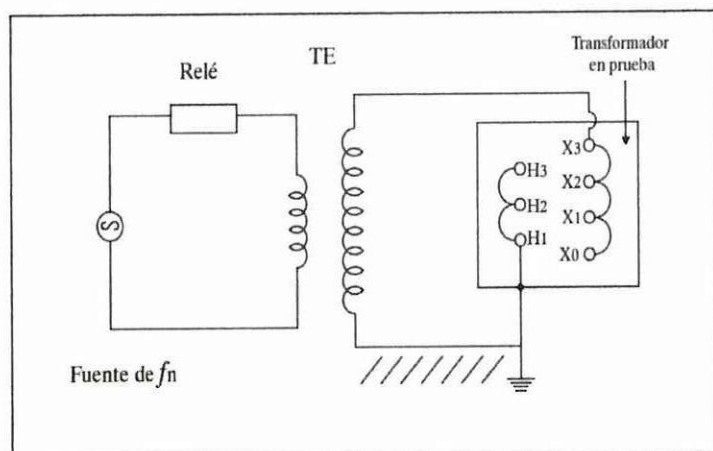 TE
Transformador
en prueba
Relé
X3
H3
X2
H2
X1
H1
X0
S
Fuente de fn